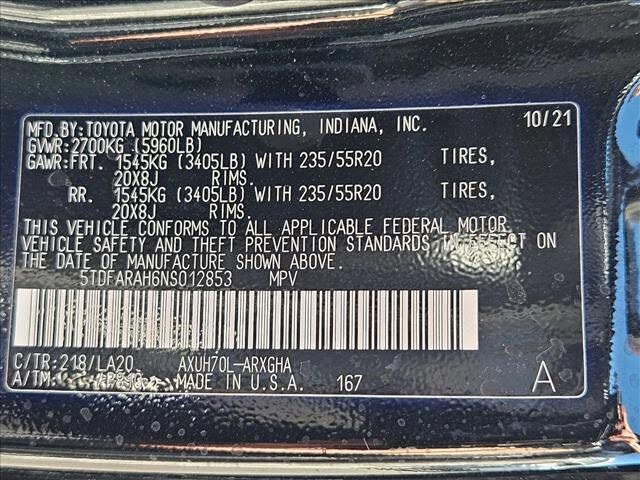 MFD.BY:TOYOTA MOTOR MANUFACTURING, INDIANA, INC. 10/21
GVWR:2700KG (5960LB)
GAWR:FRT. 1545KG (3405LB) WITH 235/55R20 TIRES,
20X8J RIMS.
RR. 1545KG (3405LB) WITH 235/55R20 TIRES,
20X8J RIMS.
THIS VEHICLE CONFORMS TO ALL APPLICABLE FEDERAL MOTOR
VEHICLE SAFETY AND THEFT PREVENTION STANDARDS IN EFFECT ON
THE DATE OF MANUFACTURE SHOWN ABOVE.
5TDFARAH6NS012853 MPV
C/TR:218/LA20 AXUH70L-ARXGHA
A/TM: MADE IN U.S.A. 167 A